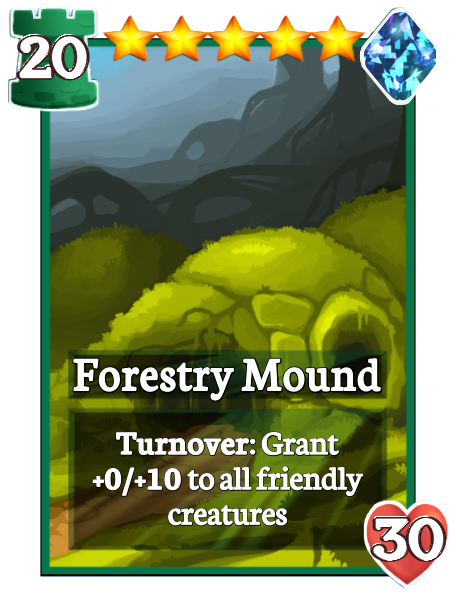 20
Forestry Mound
Turnover: Grant
+0/+10 to all friendly
creatures
30